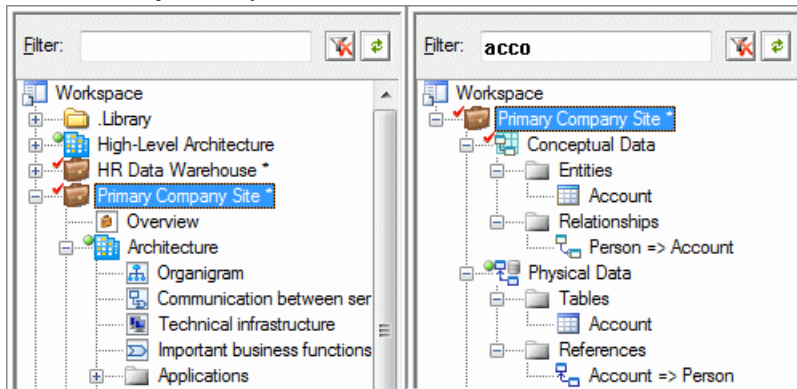 Filter:
Workspace
.Library
High-Level Architecture
HR Data Warehouse *
Primary Company Site *
Overview
Architecture
Organigram
Communication between ser
Technical infrastructure
Important business functions
Applications
Filter: acco
Workspace
Primary Company Site *
Conceptual Data
Entities
Account
Relationships
Person => Account
Physical Data
Tables
Account
References
Account => Person